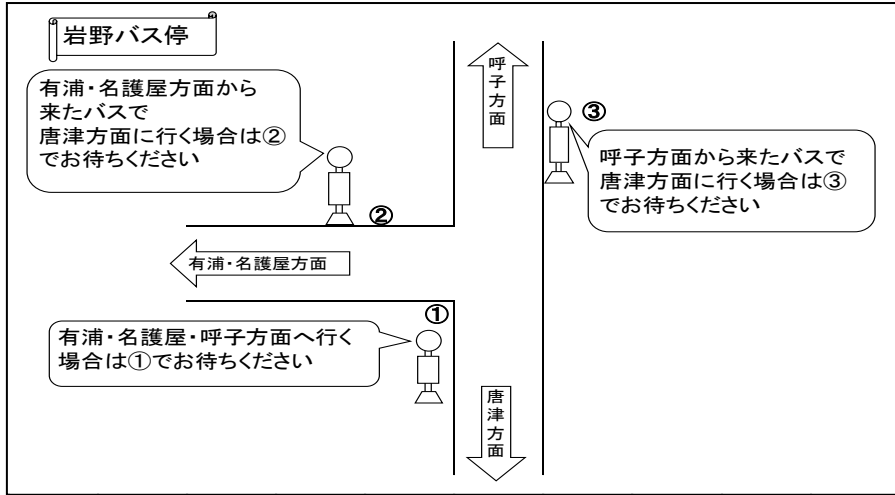 岩野バス停
有浦・名護屋方面から
来たバスで
唐津方面に行く場合は②
でお待ちください
②
呼子方面
③
呼子方面から来たバスで
唐津方面に行く場合は③
でお待ちください
有浦・名護屋方面
①
有浦・名護屋・呼子方面へ行く
場合は①でお待ちください
唐津方面